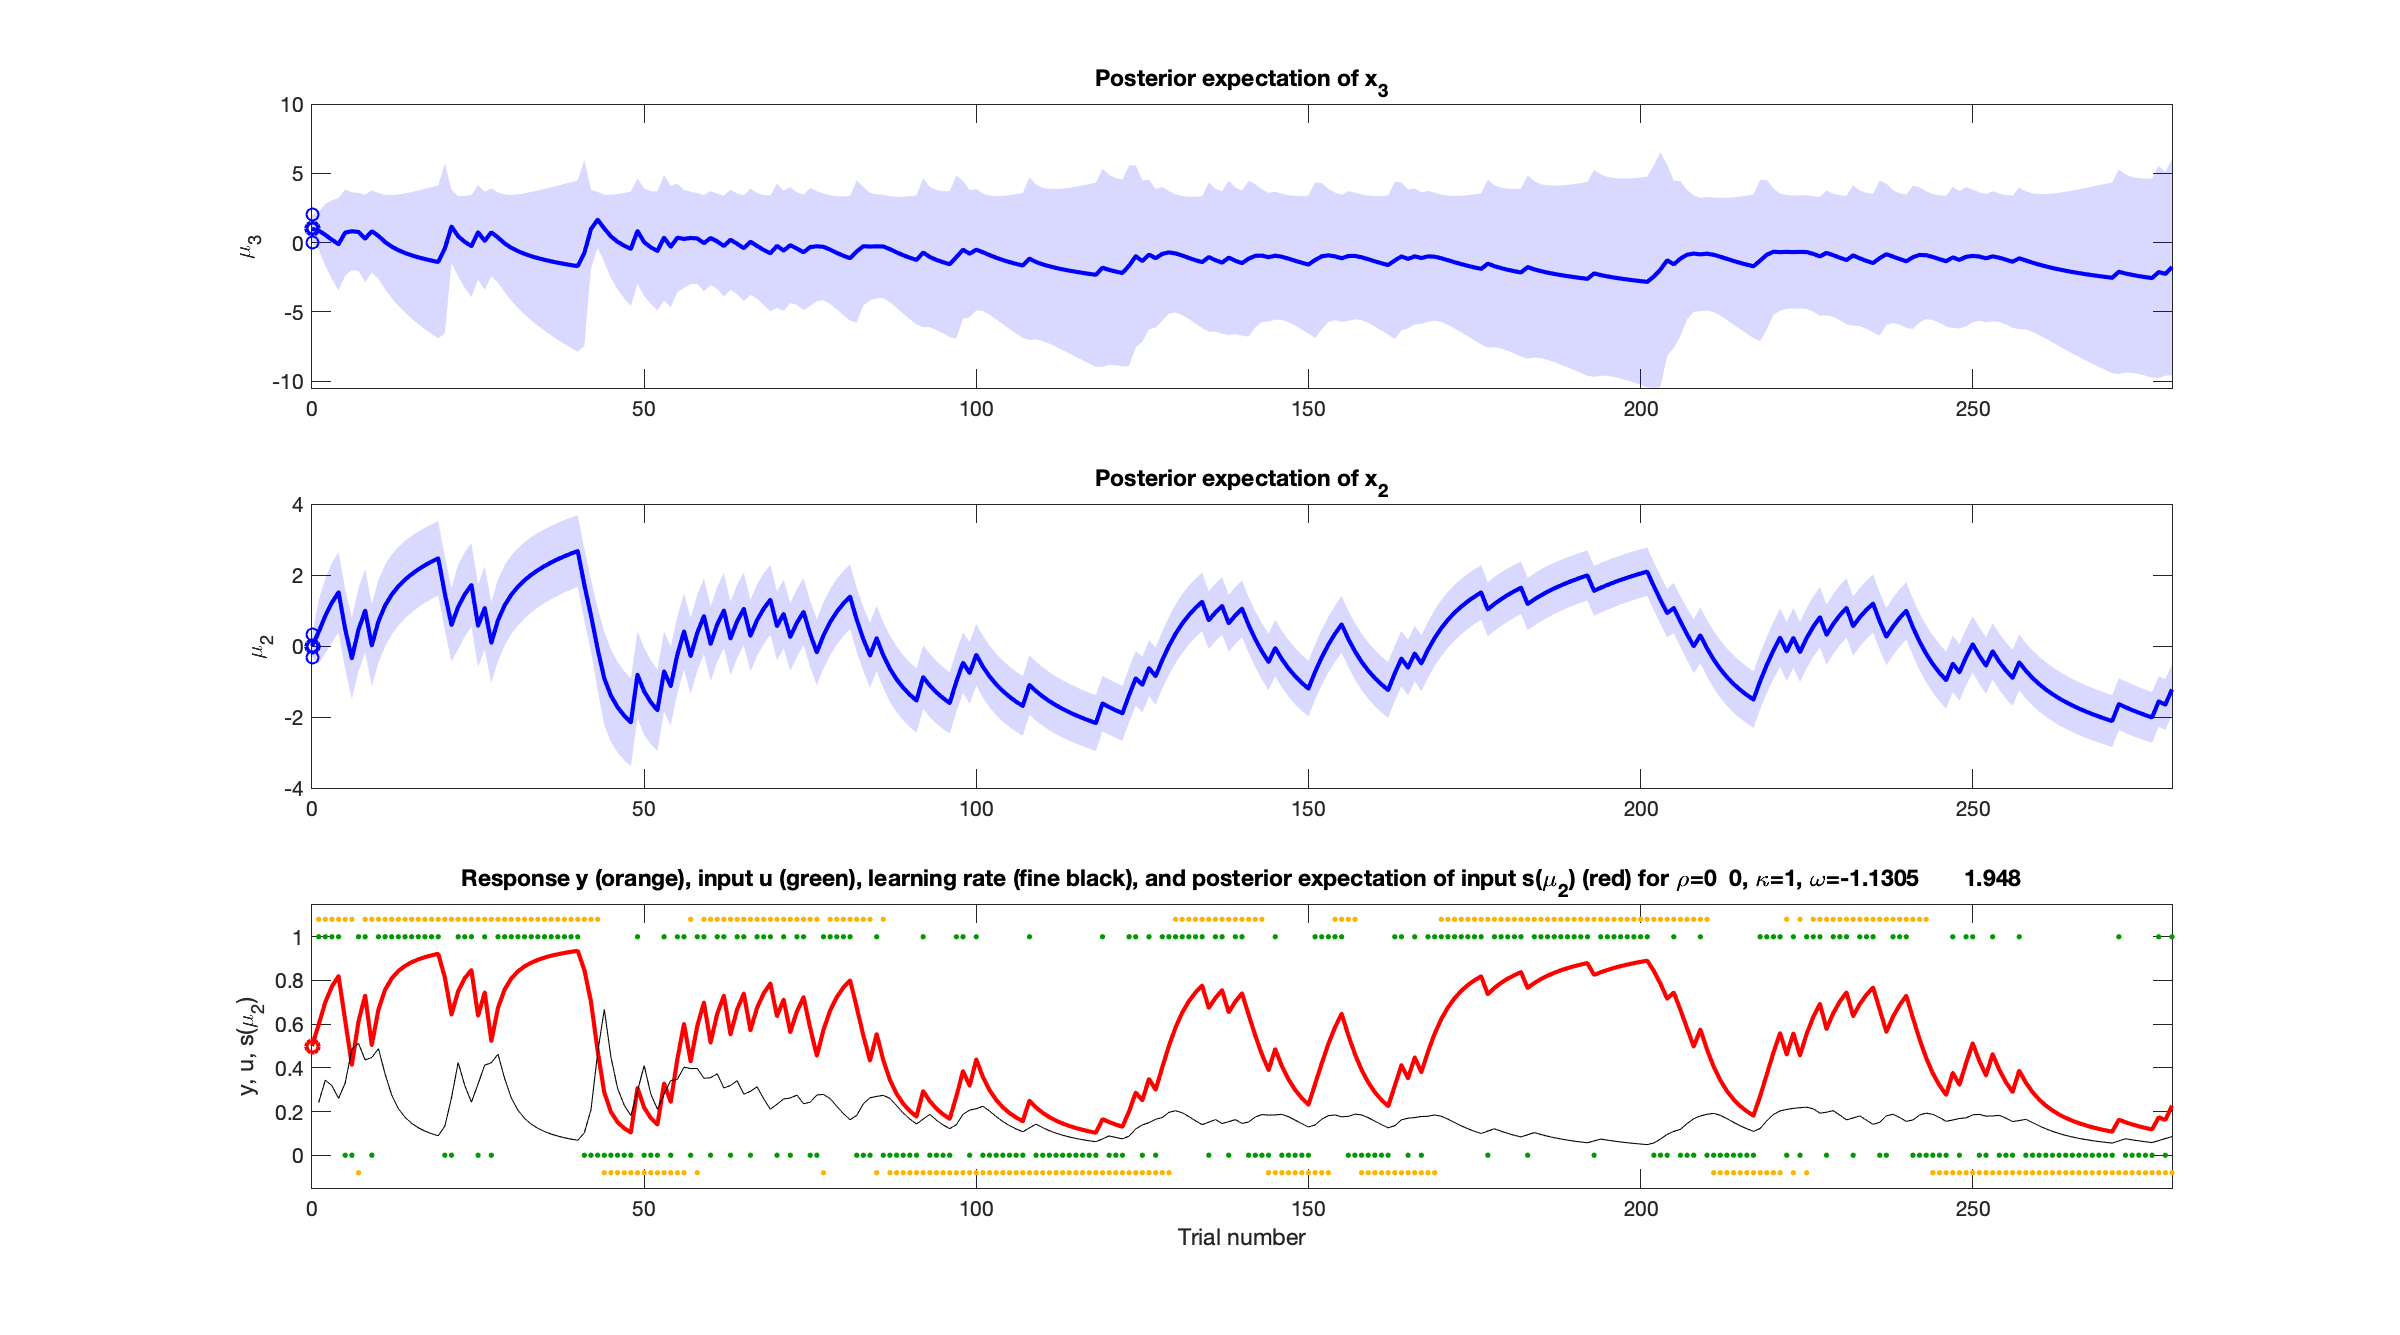 Posterior expectation of x3
10
5
0
-5
-10
μ3
0 50 100 150 200 250
Posterior expectation of x2
4
2
0
-2
-4
μ2
0 50 100 150 200 250
Response y (orange), input u (green), learning rate (fine black), and posterior expectation of input s(μ2) (red) for ρ=0 0, κ=1, ω=-1.1305 1.948
1
0.8
0.6
0.4
0.2
0
y, u, s(μ2)
0 50 100 150 200 250
Trial number